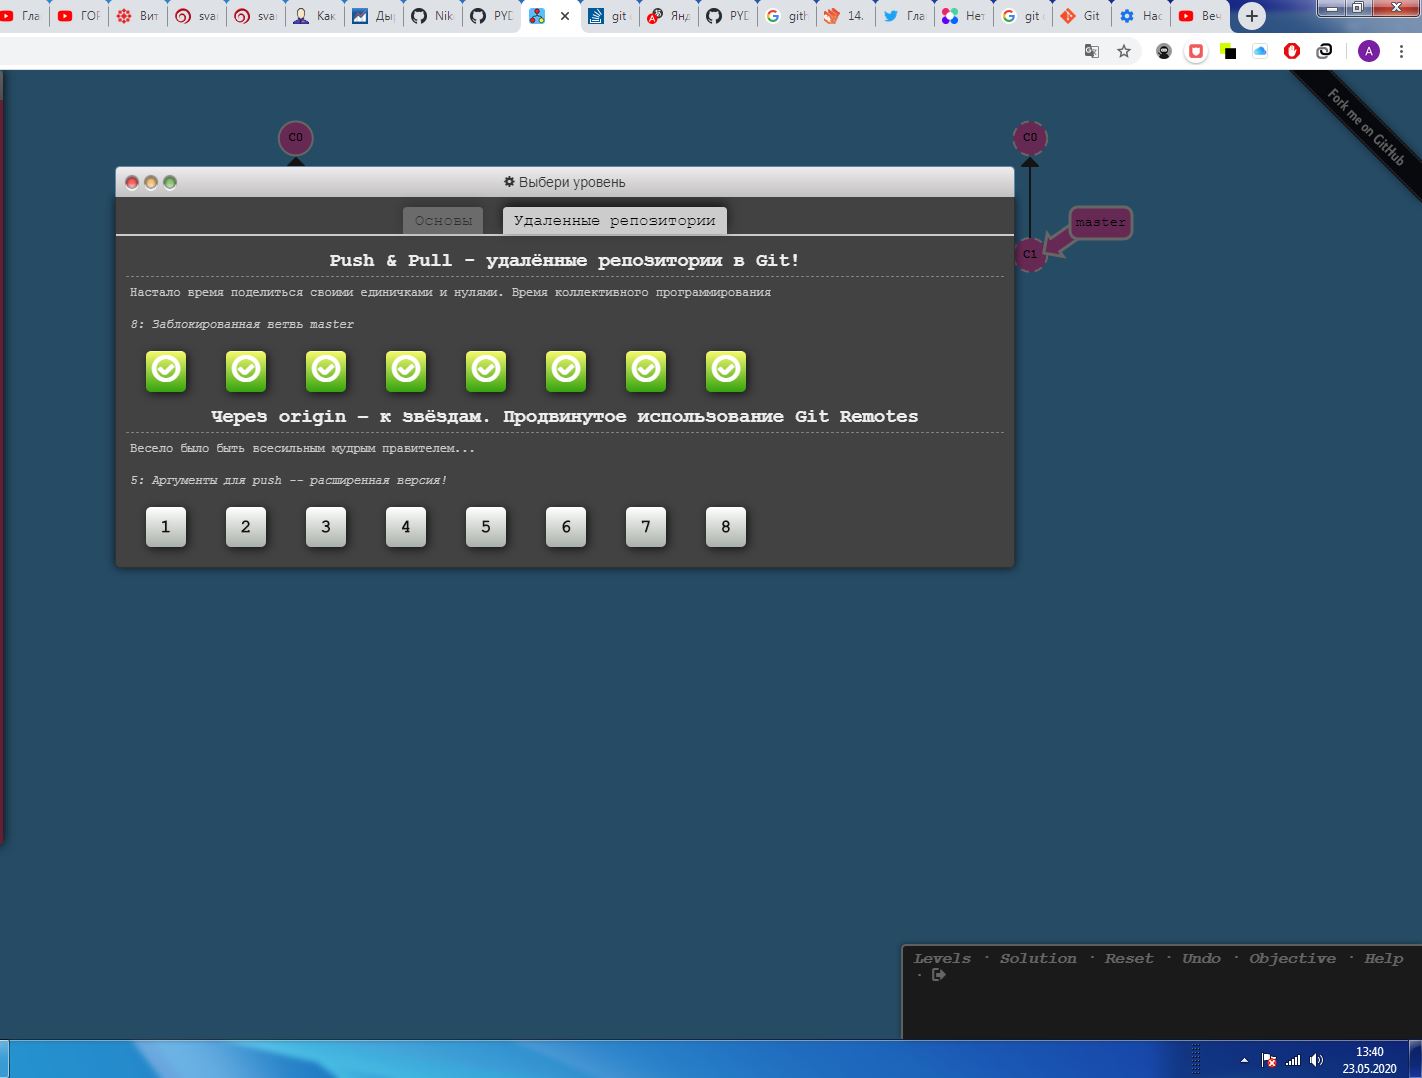 Гла
ГОГ
Вит
svaı
svaı
Как
Ды
Nik
PYD
git
Янд
PYD
gith
14.
Гла
Нет
git
Git
Нас
Веч
A
Fork me on GitHub
C0
C0
master
C1
Выбери уровень
Основы
Удаленные репозитории
Push & Pull - удалённые репозитории в Git!
Настало время поделиться своими единичками и нулями. Время коллективного программирования
8: Заблокированная ветвь master
Через origin – к звёздам. Продвинутое использование Git Remotes
Весело было быть всесильным мудрым правителем...
5: Аргументы для push -- расширенная версия!
1 2 3 4 5 6 7 8
Levels · Solution · Reset · Undo · Objective · Help
·
13:40
23.05.2020